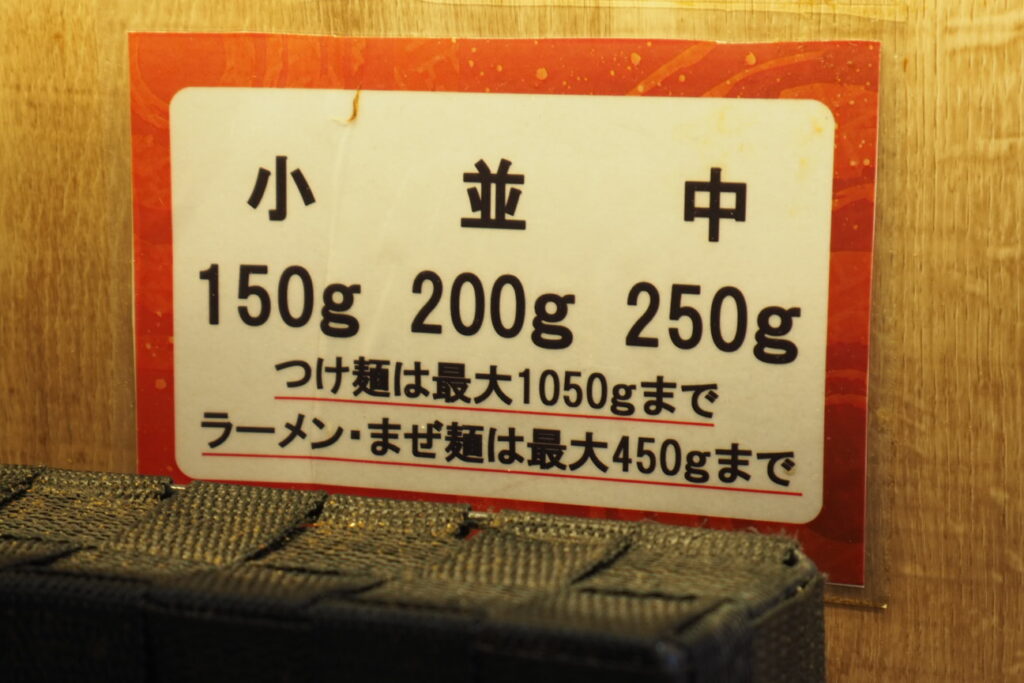 小 並 中
150g 200g 250g
つけ麺は最大1050gまで
ラーメン・まぜ麺は最大450gまで